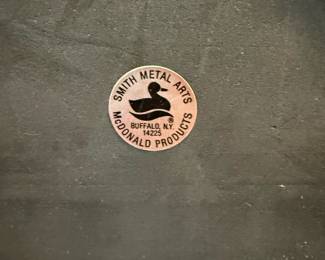 SMITH METAL ARTS
®
BUFFALO, N.Y.
14225
McDONALD PRODUCTS